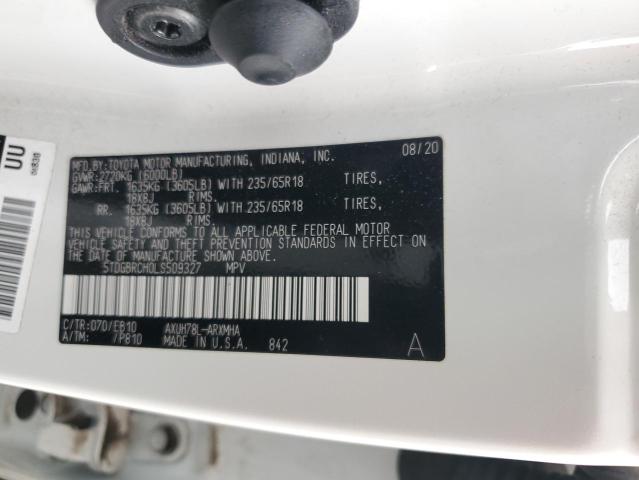 MFD.BY:TOYOTA MOTOR MANUFACTURING, INDIANA, INC. 08/20
GVWR:2720KG (6000LB)
GAWR:FRT. 1635KG (3605LB) WITH 235/65R18 TIRES,
18X8J RIMS.
RR. 1635KG (3605LB) WITH 235/65R18 TIRES,
18X8J RIMS.
THIS VEHICLE CONFORMS TO ALL APPLICABLE FEDERAL MOTOR
VEHICLE SAFETY AND THEFT PREVENTION STANDARDS IN EFFECT ON
THE DATE OF MANUFACTURE SHOWN ABOVE.
5TDGBRCH0LS509327 MPV
C/TR:070/EB10 AXUH78L-ARXMHA
A/TM: /P810 MADE IN U.S.A. 842 A
UU